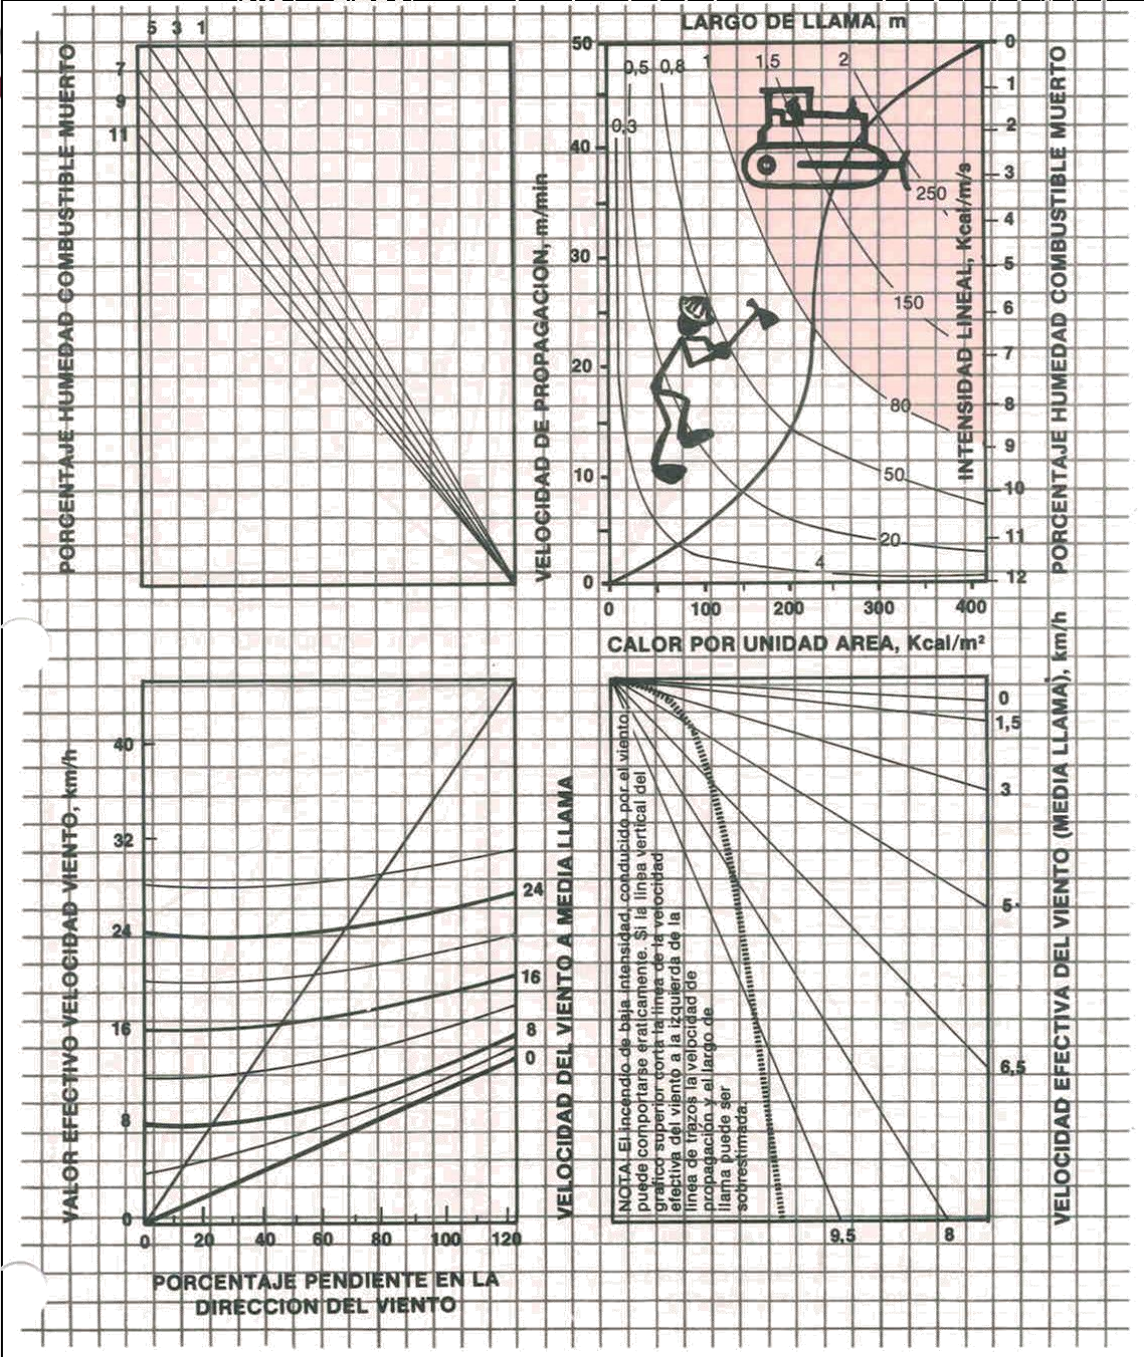 5 3 1
7
9
11
PORCENTAJE HUMEDAD COMBUSTIBLE MUERTO
LARGO DE LLAMA, m
50
40
30
20
10
0
VELOCIDAD DE PROPAGACION, m/min
0,3
0,5
0,8
1
1,5
2
250
150
80
50
20
4
INTENSIDAD LINEAL, Kcal/m/s
0
1
2
3
4
5
6
7
8
9
10
11
12
PORCENTAJE HUMEDAD COMBUSTIBLE MUERTO
0 100 200 300 400
CALOR POR UNIDAD AREA, Kcal/m²
40
32
24
16
8
0
VALOR EFECTIVO VELOCIDAD VIENTO, km/h
24
16
8
0
VELOCIDAD DEL VIENTO A MEDIA LLAMA
0 20 40 60 80 100 120
PORCENTAJE PENDIENTE EN LA
DIRECCION DEL VIENTO
NOTA: El incendio de baja intensidad, conducido por el viento,
puede comportarse eraticamente. Si la línea vertical del
gráfico superior corta la línea de la velocidad
efectiva del viento a la izquierda de la
línea de trazos la velocidad de
propagación y el largo de
llama puede ser
sobrestimada.
0
1,5
3
5
6,5
9,5 8
VELOCIDAD EFECTIVA DEL VIENTO (MEDIA LLAMA), km/h